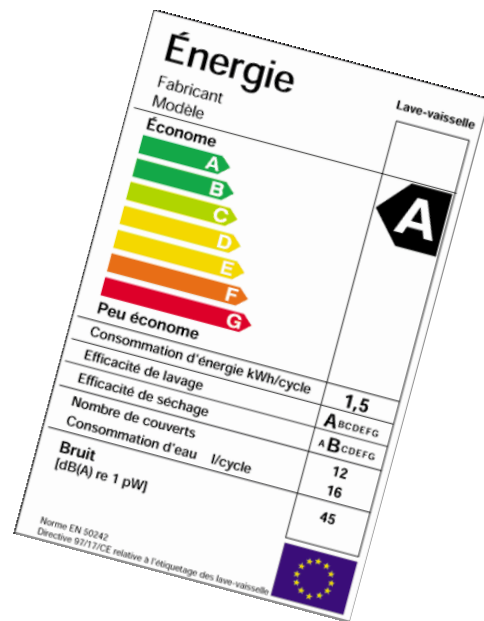 Énergie
Lave-vaisselle
Fabricant
Modèle
Économe
A
A
B
C
D
E
F
G
Peu économe
Consommation d'énergie kWh/cycle 1,5
Efficacité de lavage ABCDEFG
Efficacité de séchage ABCDEFG
Nombre de couverts 12
Consommation d'eau l/cycle 16
Bruit 45
[dB(A) re 1 pW]
Norme EN 50242
Directive 97/17/CE relative à l'étiquetage des lave-vaisselle